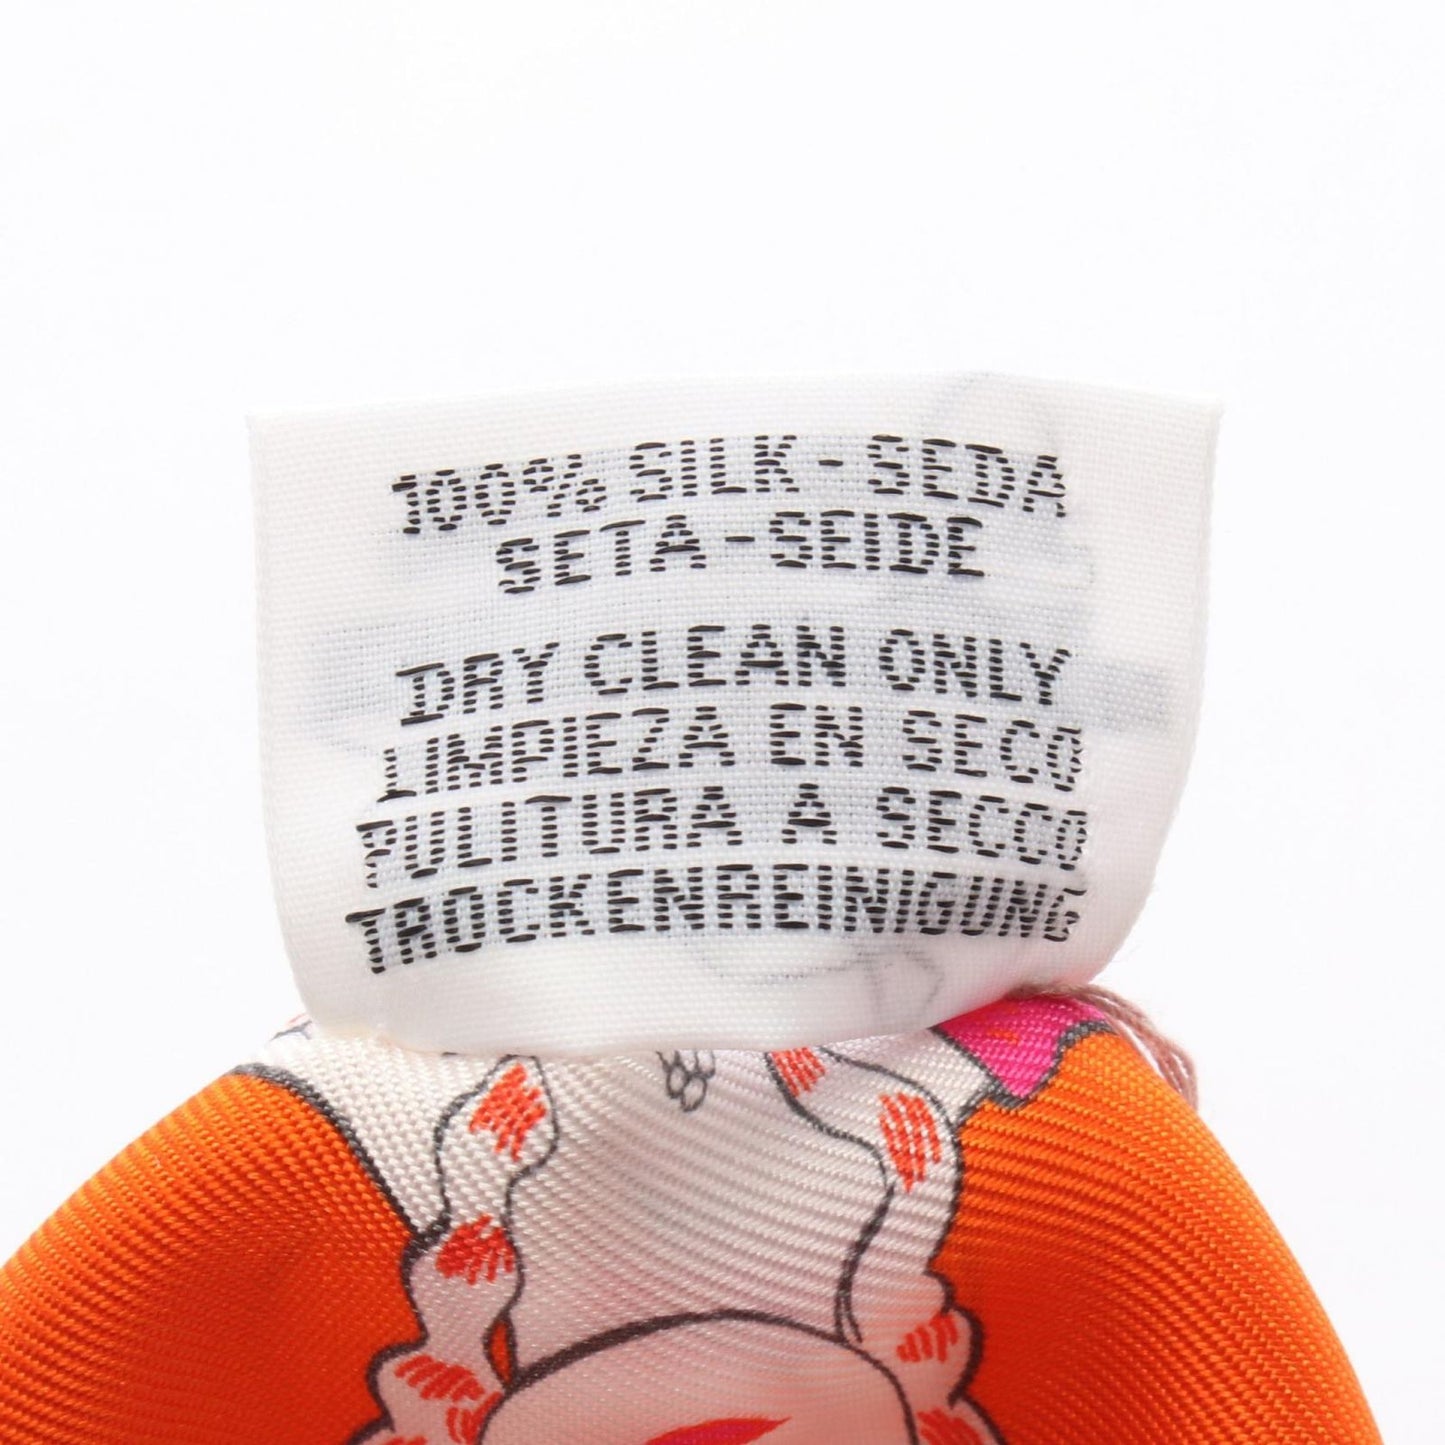 100% SILK - SEDA
SETA - SEIDE
DRY CLEAN ONLY
LIMPIEZA EN SECO
PULITURA A SECCO
TROCKENREINIGUNG